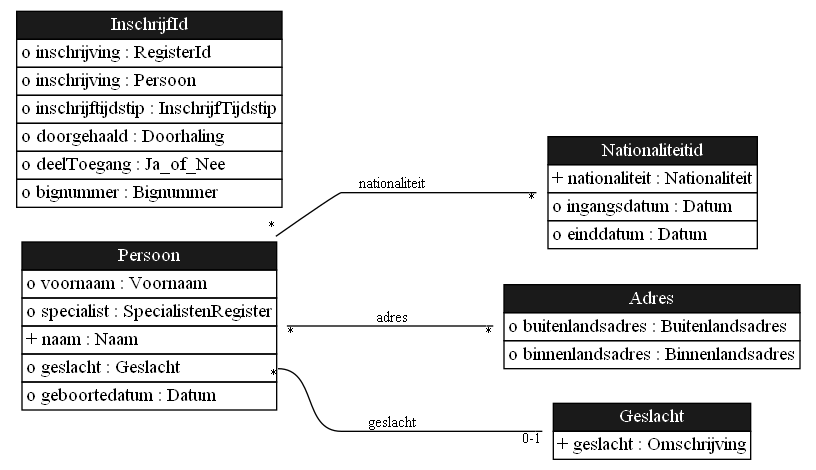 InschrijfId
o inschrijving : RegisterId
o inschrijving : Persoon
o inschrijftijdstip : InschrijfTijdstip
o doorgehaald : Doorhaling
o deelToegang : Ja_of_Nee
o bignummer : Bignummer
Nationaliteitid
+ nationaliteit : Nationaliteit
o ingangsdatum : Datum
o einddatum : Datum
nationaliteit
*
*
Persoon
o voornaam : Voornaam
o specialist : SpecialistenRegister
+ naam : Naam
o geslacht : Geslacht
o geboortedatum : Datum
adres
*
*
Adres
o buitenlandsadres : Buitenlandsadres
o binnenlandsadres : Binnenlandsadres
*
geslacht
0-1
Geslacht
+ geslacht : Omschrijving